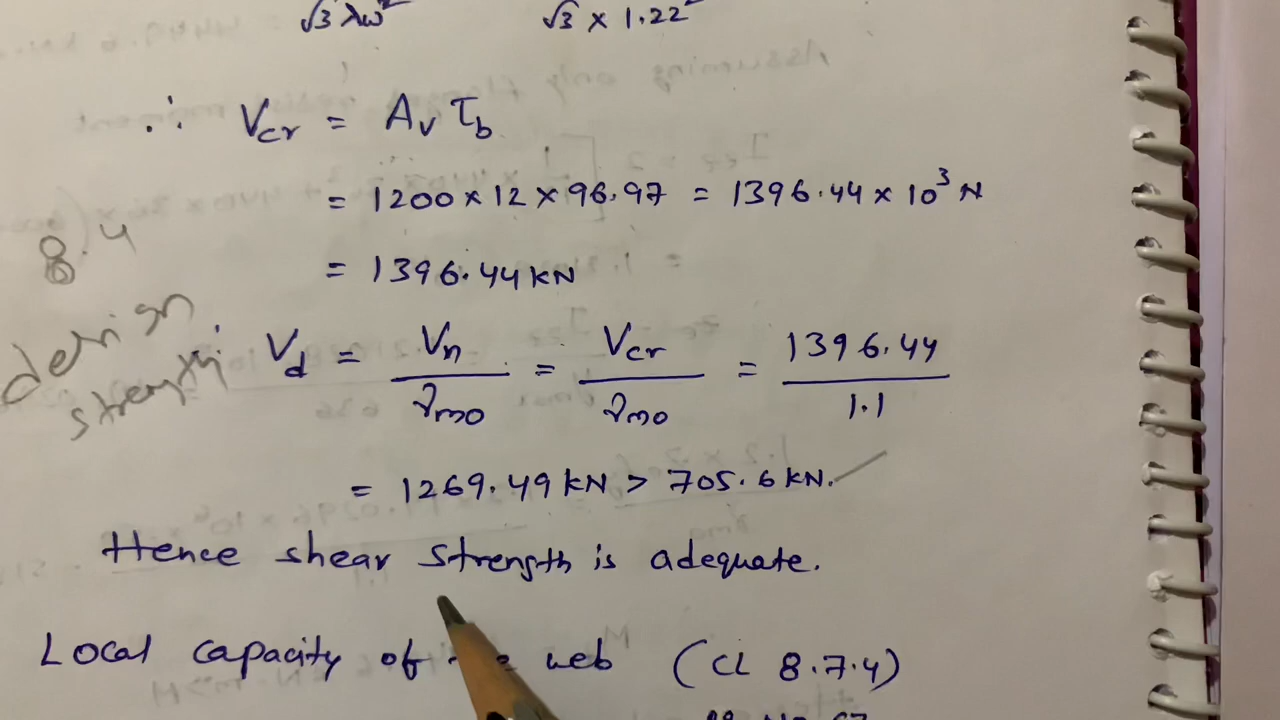 √3 λw² √3 × 1.22²
∴ Vcr = Av τb
= 1200 × 12 × 96.97 = 1396.44 × 10³ N
8.4
= 1396.44 kN
design strength
Vd = Vn / γmo = Vcr / γmo = 1396.44 / 1.1
= 1269.49 kN > 705.6 kN.
Hence shear strength is adequate.
Local capacity of web (Cl 8.7.4)